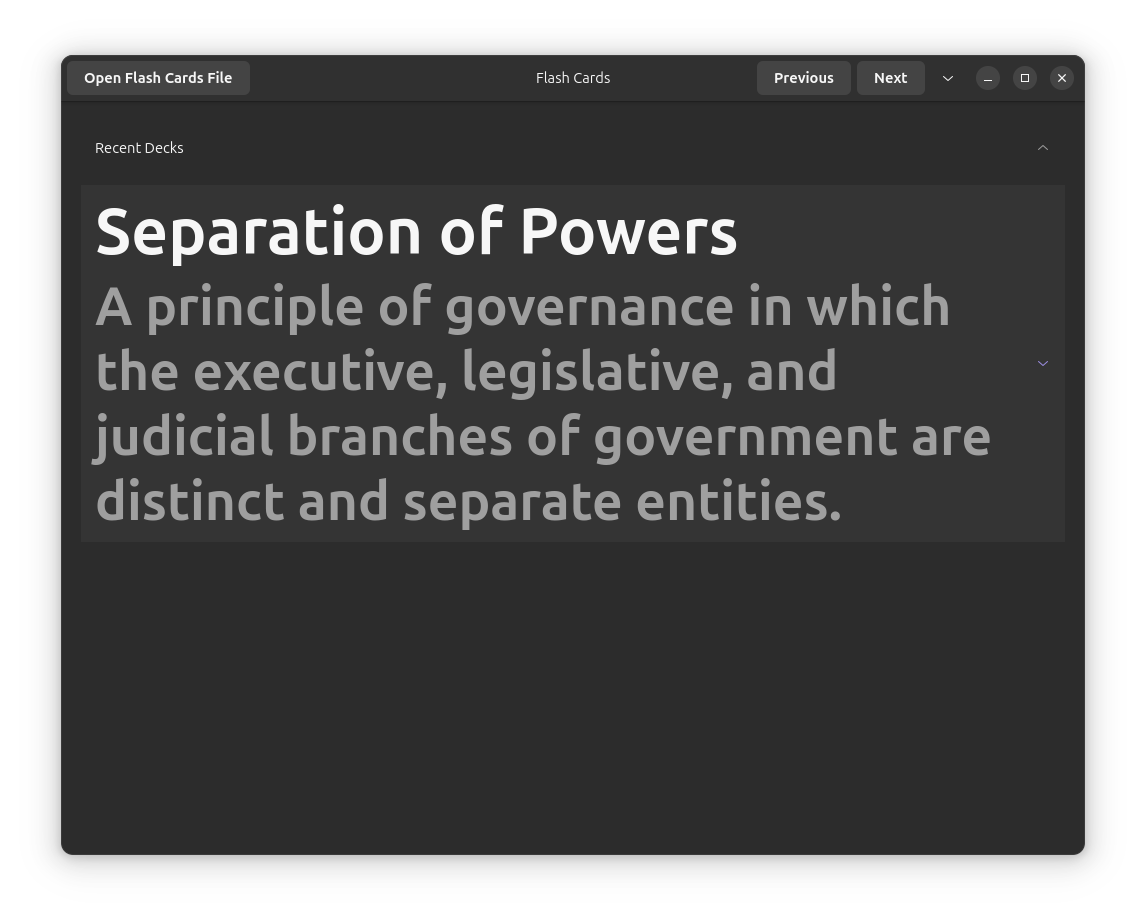 Open Flash Cards File
Flash Cards
Previous
Next
Recent Decks
Separation of Powers
A principle of governance in which
the executive, legislative, and
judicial branches of government are
distinct and separate entities.